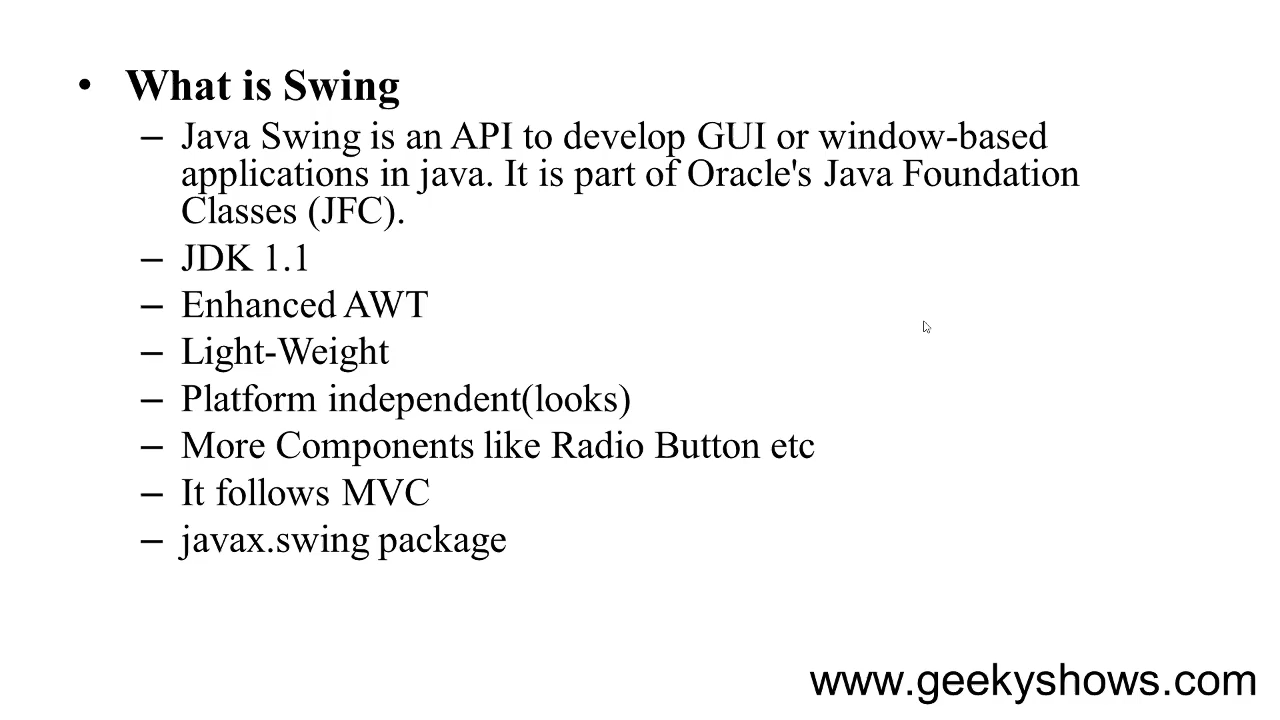 • What is Swing
– Java Swing is an API to develop GUI or window-based
applications in java. It is part of Oracle's Java Foundation
Classes (JFC).
– JDK 1.1
– Enhanced AWT
– Light-Weight
– Platform independent(looks)
– More Components like Radio Button etc
– It follows MVC
– javax.swing package
www.geekyshows.com